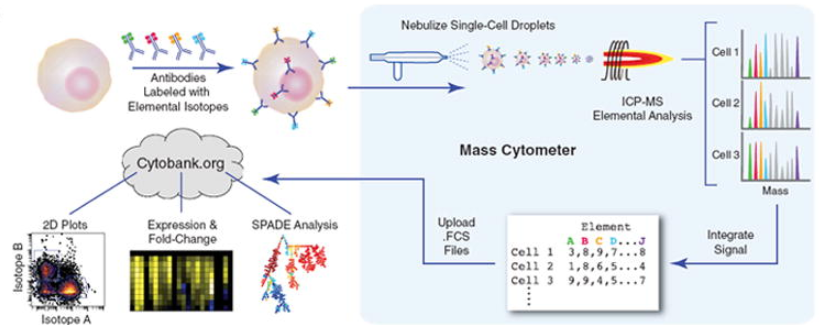 Nebulize Single-Cell Droplets
Antibodies
Labeled with
Elemental Isotopes
ICP-MS
Elemental Analysis
Cell 1
Cell 2
Cell 3
Mass
Mass Cytometer
Cytobank.org
2D Plots
Expression &
Fold-Change
SPADE Analysis
Isotope B
Isotope A
Upload
.FCS
Files
Element
A B C D...J
Cell 1 3,8,9,7...8
Cell 2 1,8,6,5...4
Cell 3 9,9,4,5...7
Integrate
Signal